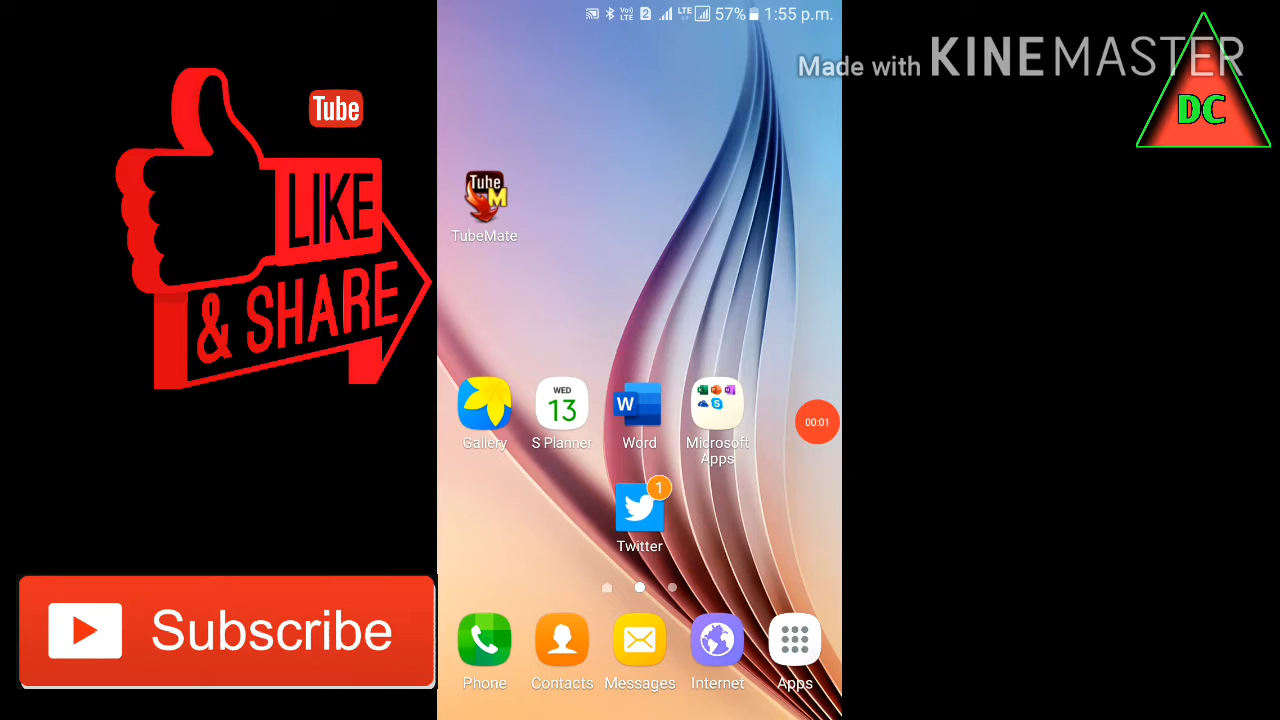 57% 1:55 p.m.
Made with KINEMASTER
DC
Tube
LIKE
& SHARE
Tube
M
TubeMate
WED
13
W
Gallery
S Planner
Word
Microsoft
Apps
00:01
1
Twitter
Subscribe
Phone
Contacts
Messages
Internet
Apps